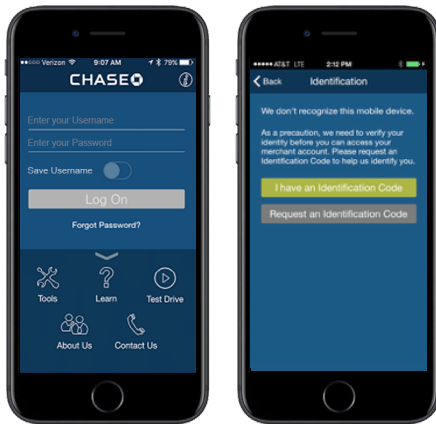 Verizon 9:07 AM 79%
CHASE
Enter your Username
Enter your Password
Save Username
Log On
Forgot Password?
Tools Learn Test Drive
About Us Contact Us
AT&T LTE 2:12 PM
Back Identification
We don't recognize this mobile device.
As a precaution, we need to verify your
identity before you can access your
merchant account. Please request an
Identification Code to help us identify you.
I have an Identification Code
Request an Identification Code